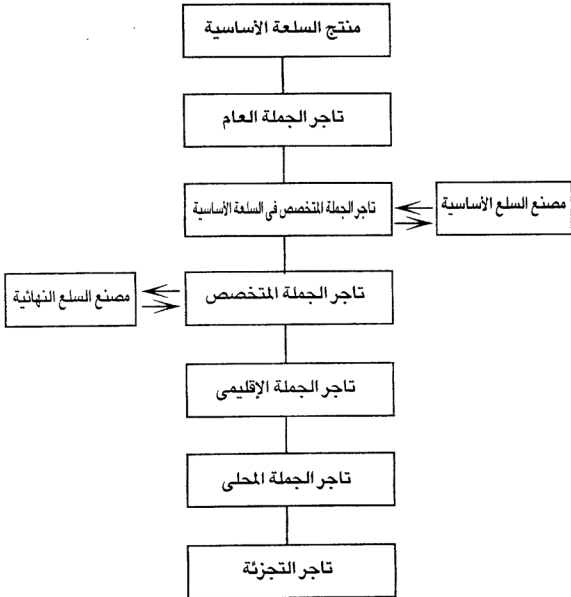 منتج السلعة الأساسية
تاجر الجملة العام
مصنع السلع الأساسية
تاجر الجملة المتخصص فى السلعة الأساسية
تاجر الجملة المتخصص
مصنع السلع النهائية
تاجر الجملة الإقليمى
تاجر الجملة المحلى
تاجر التجزئة